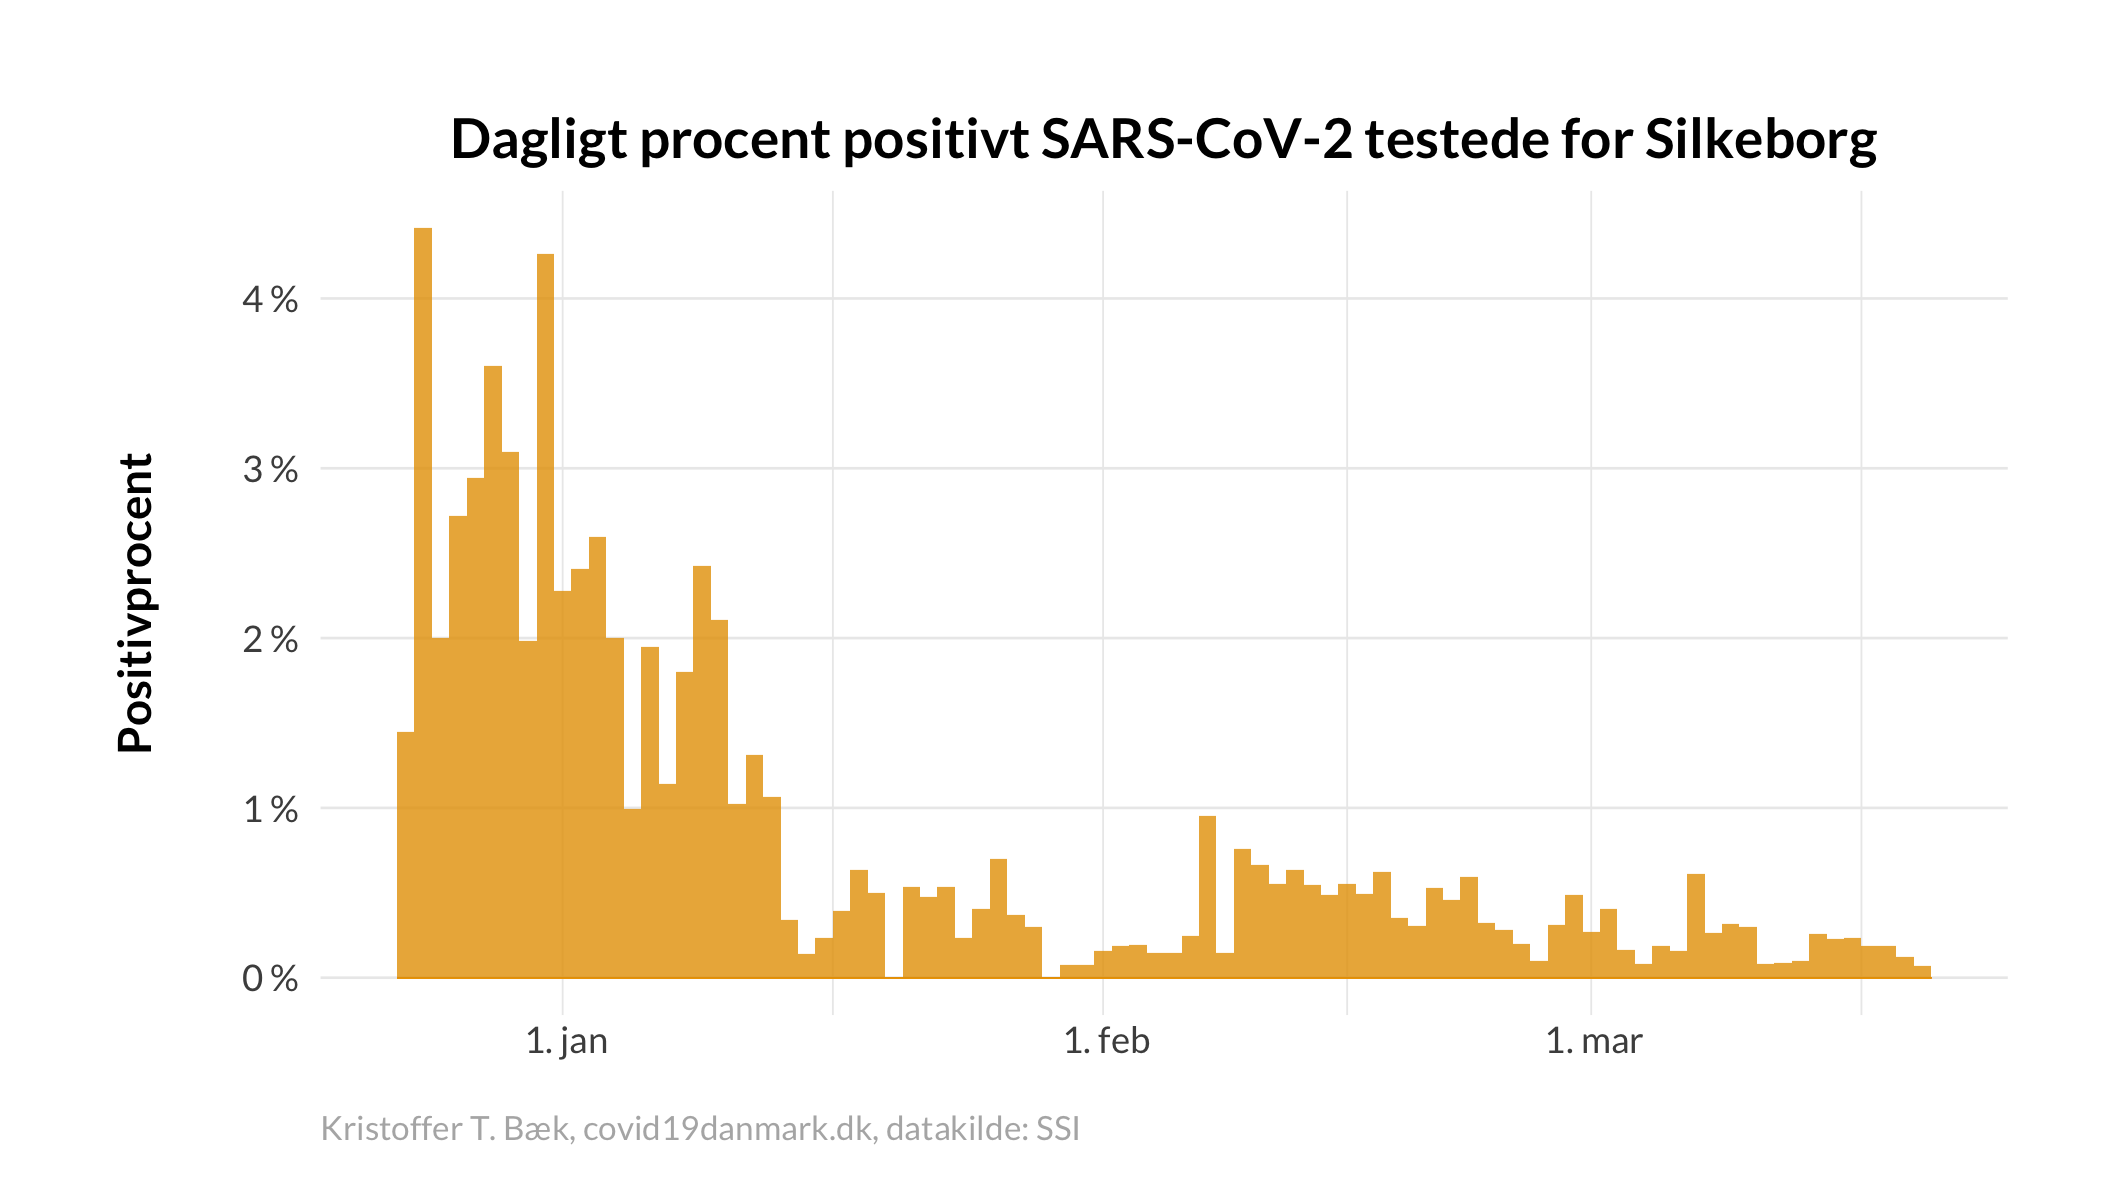 Dagligt procent positivt SARS-CoV-2 testede for Silkeborg
Positivprocent
4 %
3 %
2 %
1 %
0 %
1. jan
1. feb
1. mar
Kristoffer T. Bæk, covid19danmark.dk, datakilde: SSI